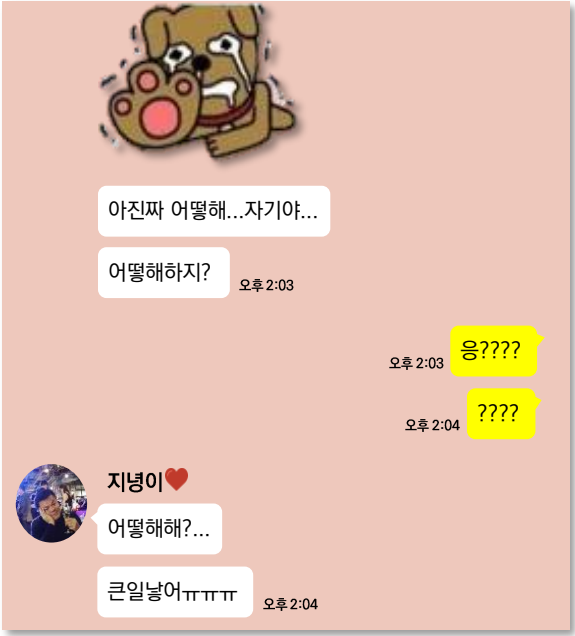 아진짜 어떻해...자기야...
어떻해하지?
오후 2:03
응????
오후 2:03
????
오후 2:04
지녕이❤️
어떻해해?...
큰일낳어ㅠㅠㅠ
오후 2:04